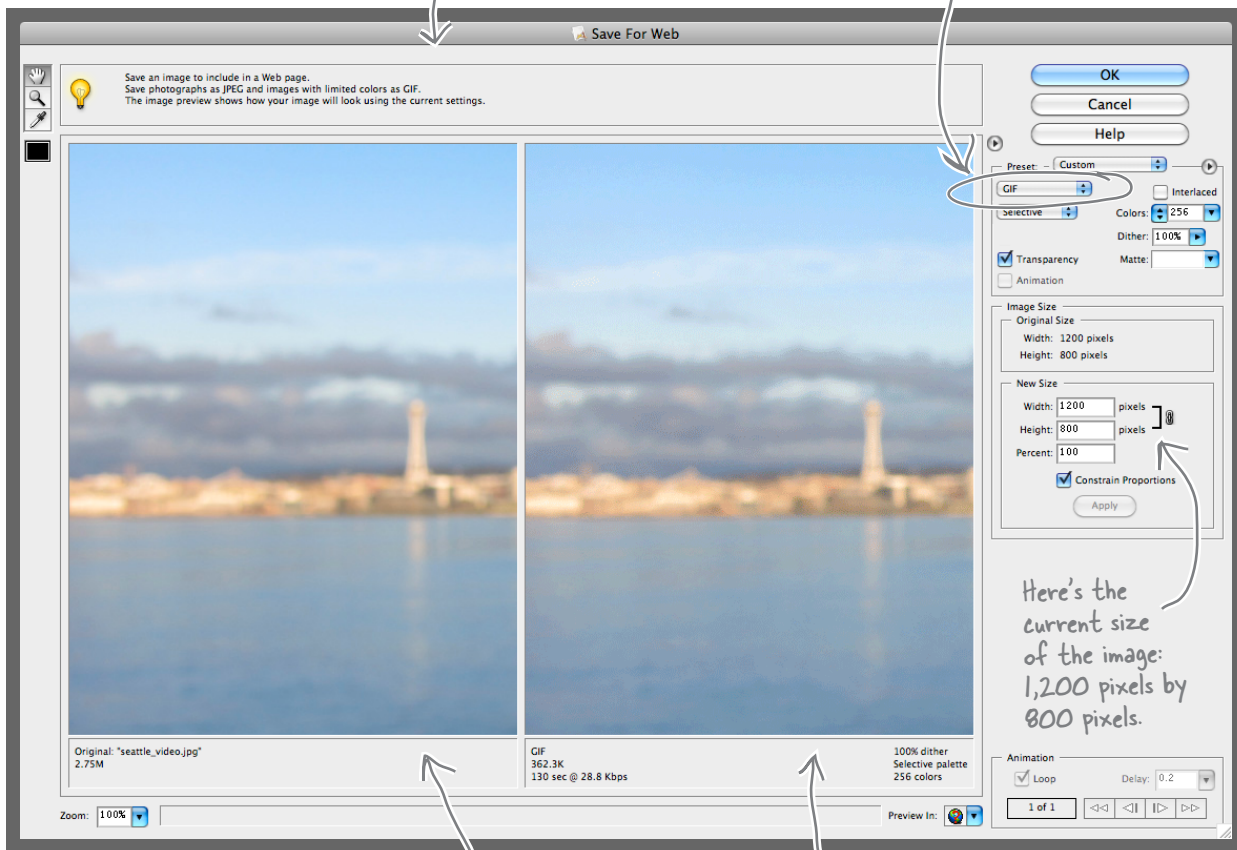 Save For Web
Save an image to include in a Web page.
Save photographs as JPEG and images with limited colors as GIF.
The image preview shows how your image will look using the current settings.
OK
Cancel
Help
Preset: Custom
GIF
Interlaced
Selective
Colors: 256
Dither: 100%
Transparency
Matte:
Animation
Image Size
Original Size
Width: 1200 pixels
Height: 800 pixels
New Size
Width: 1200 pixels
Height: 800 pixels
Percent: 100
Constrain Proportions
Apply
Here's the
current size
of the image:
1,200 pixels by
800 pixels.
Original: "seattle_video.jpg"
2.75M
GIF
362.3K
130 sec @ 28.8 Kbps
100% dither
Selective palette
256 colors
Animation
Loop
Delay: 0.2
1 of 1
Zoom: 100%
Preview In: